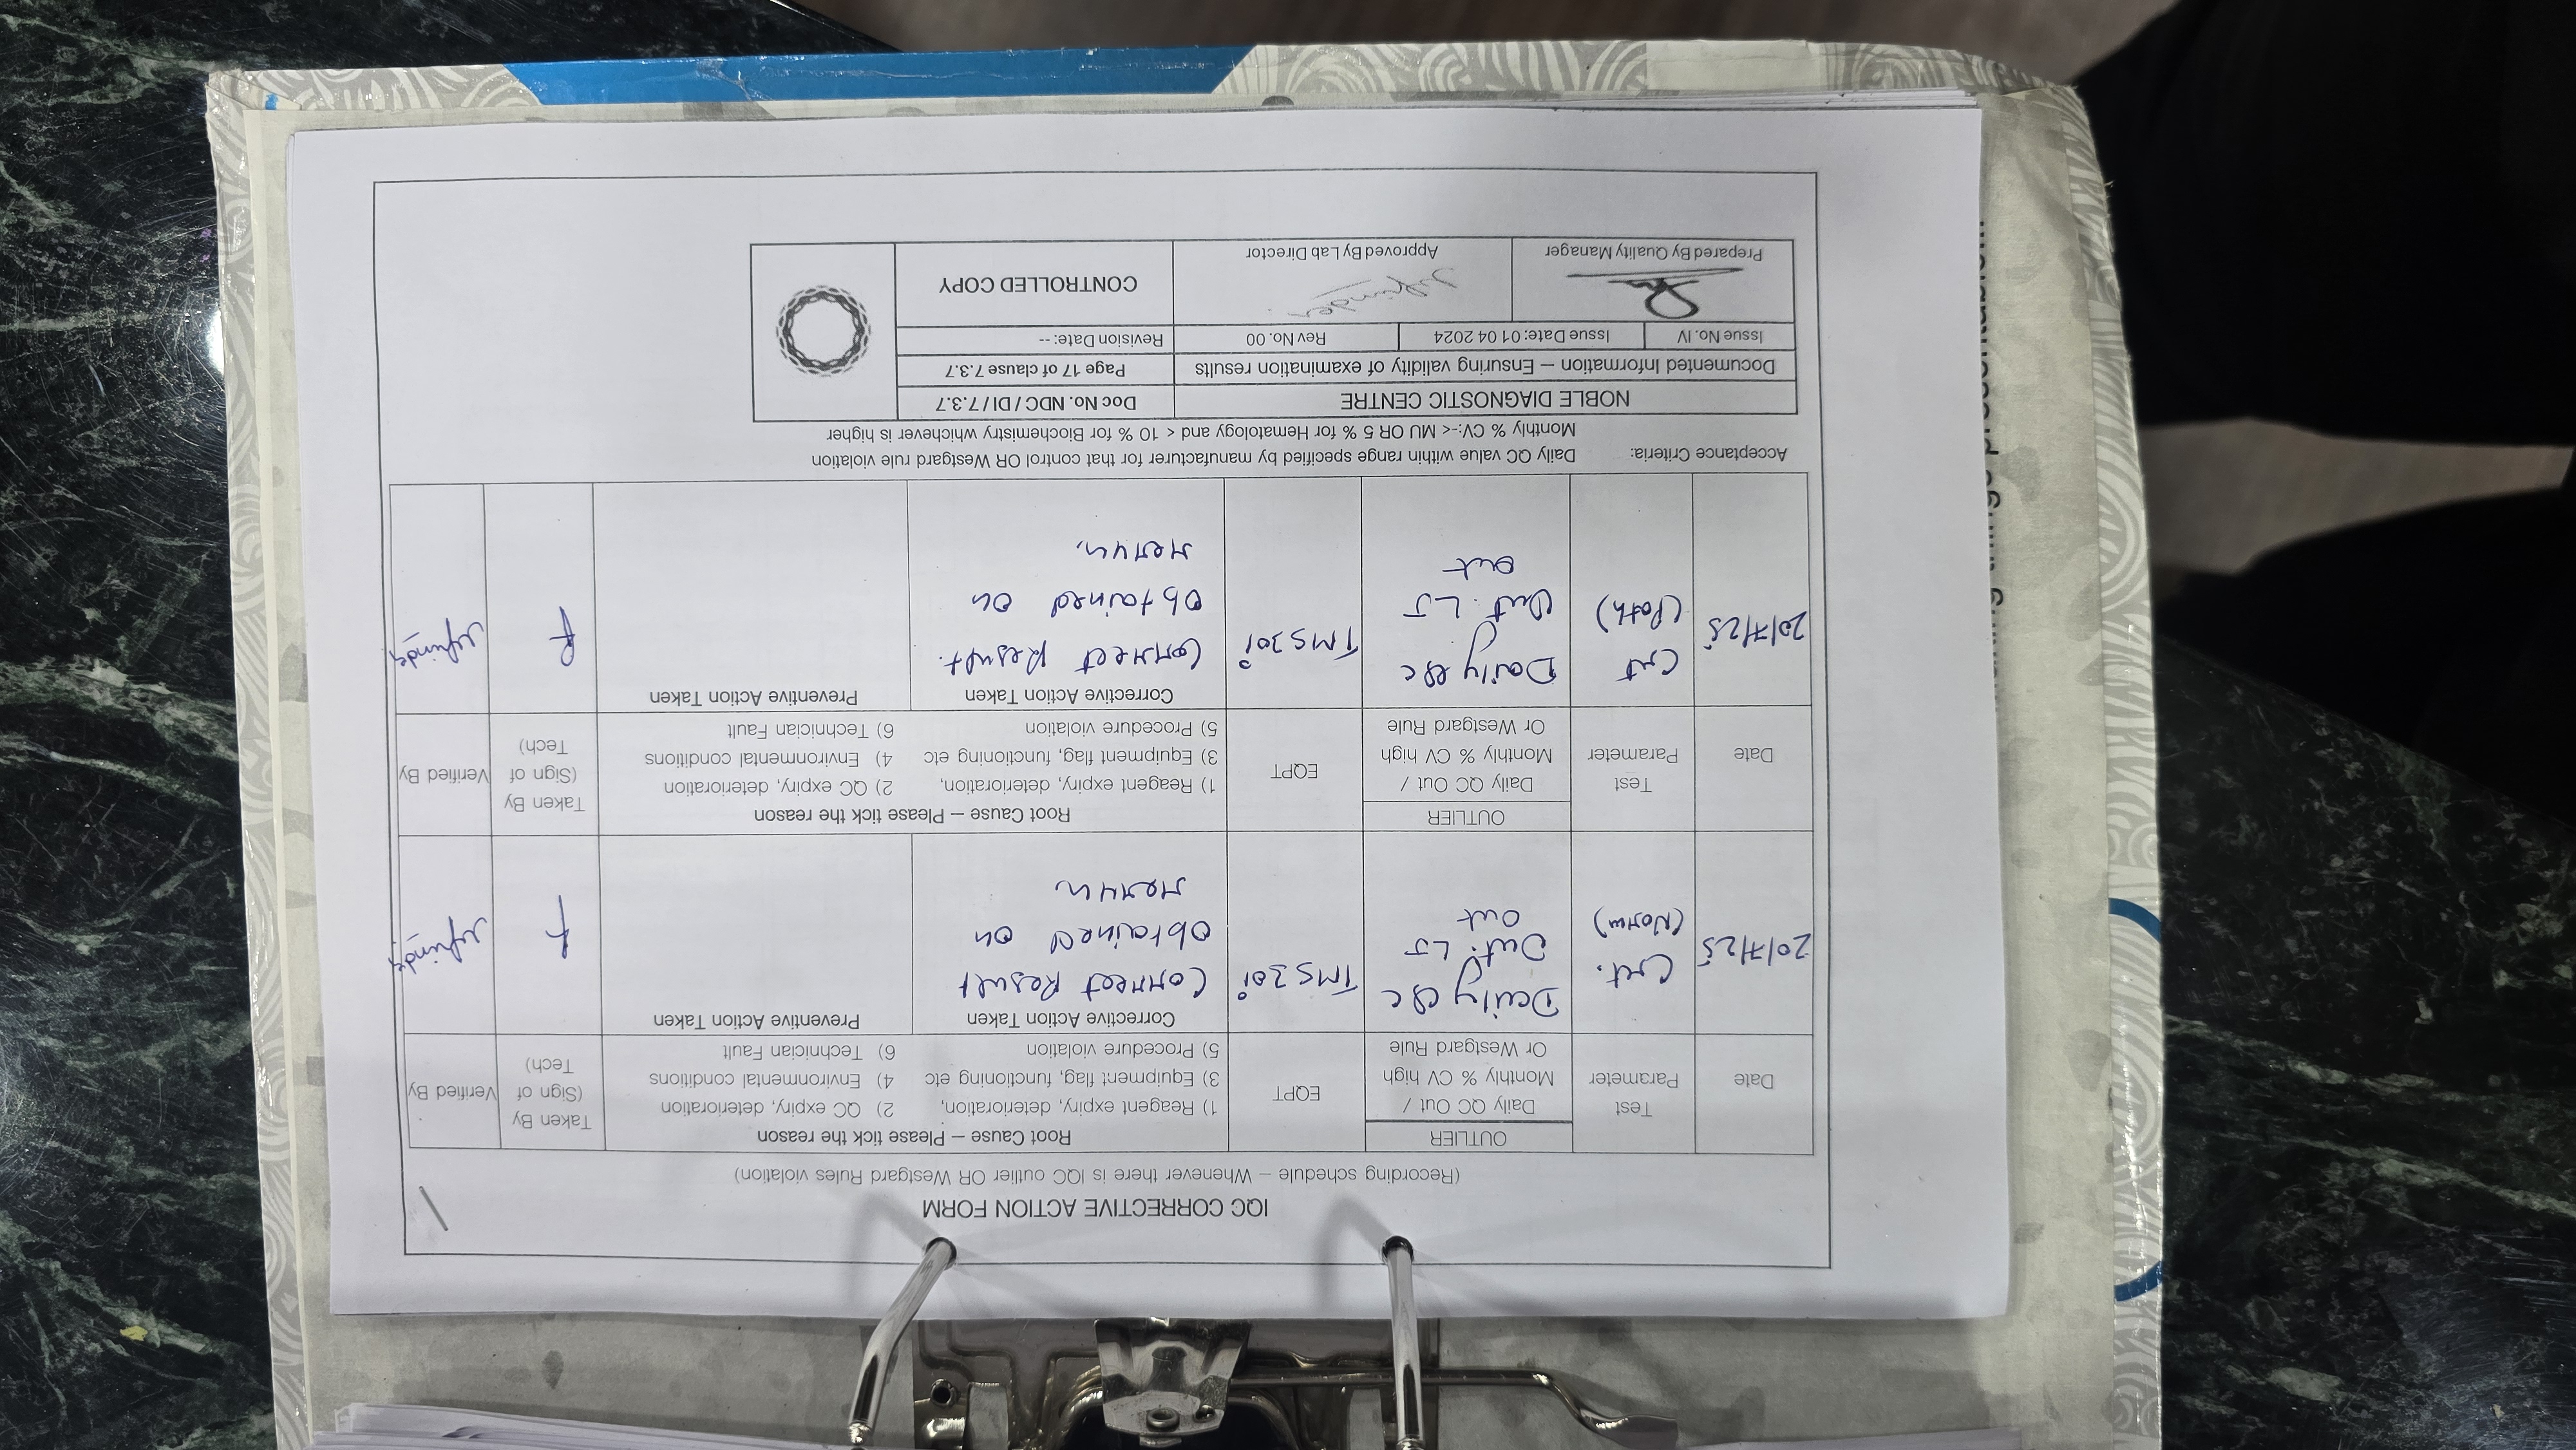 IQC CORRECTIVE ACTION FORM
(Recording schedule – Whenever there is IQC outlier OR Westgard Rules violation)
Date
Test
Parameter
OUTLIER
Daily QC Out /
Monthly % CV high
Or Westgard Rule
EQPT
Root Cause – Please tick the reason
1) Reagent expiry, deterioration, 2) QC expiry, deterioration
3) Equipment flag, functioning etc 4) Environmental conditions
5) Procedure violation 6) Technician Fault
Corrective Action Taken
Preventive Action Taken
Taken By
(Sign of
Tech)
Verified By
20/7/25
Cret.
(Norm)
Daily QC
Out. LJ
Out
TMS 30i
Correct Result
obtained on
rerun.
Date
Test
Parameter
OUTLIER
Daily QC Out /
Monthly % CV high
Or Westgard Rule
EQPT
Root Cause – Please tick the reason
1) Reagent expiry, deterioration, 2) QC expiry, deterioration
3) Equipment flag, functioning etc 4) Environmental conditions
5) Procedure violation 6) Technician Fault
Corrective Action Taken
Preventive Action Taken
Taken By
(Sign of
Tech)
Verified By
20/7/25
Cret
(Path)
Daily QC
Out. LJ
out
TMS 30i
Correct Result.
obtained on
rerun.
Acceptance Criteria: Daily QC value within range specified by manufacturer for that control OR Westgard rule violation
Monthly % CV:-< MU OR 5 % for Hematology and < 10 % for Biochemistry whichever is higher
NOBLE DIAGNOSTIC CENTRE
Doc No. NDC / DI / 7.3.7
Documented Information – Ensuring validity of examination results
Page 17 of clause 7.3.7
Issue No. IV
Issue Date: 01 04 2024
Rev No. 00
Revision Date: --
CONTROLLED COPY
Prepared By Quality Manager
Approved By Lab Director